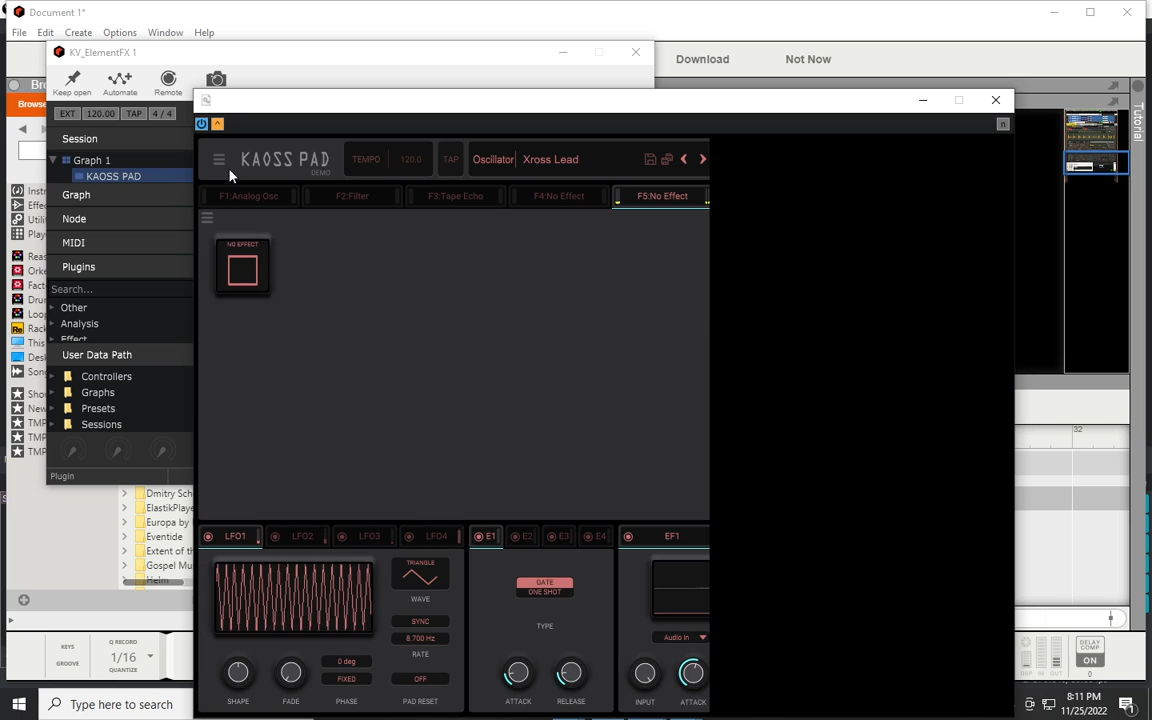 Document 1*
File Edit Create Options Window Help
KV_ElementFX 1
Download Not Now
Keep open Automate Remote
Browse
EXT 120.00 TAP 4 / 4
Session
Graph 1
KAOSS PAD
Graph
Node
MIDI
Plugins
Search...
Other
Analysis
Effect
User Data Path
Controllers
Graphs
Presets
Sessions
Plugin
Tutorial
n
KAOSS PAD
DEMO
TEMPO 120.0 TAP Oscillator Xross Lead
F1:Analog Osc F2:Filter F3:Tape Echo F4:No Effect F5:No Effect
NO EFFECT
32
Dmitry Sch
ElastikPlaye
Europa by
Eventide
Extent of th
Gospel Mu
Helm
LFO1 LFO2 LFO3 LFO4 E1 E2 E3 E4 EF1
TRIANGLE
WAVE
SYNC
8.700 Hz
RATE
GATE
ONE SHOT
TYPE
Audio In
0 deg
FIXED
OFF
SHAPE FADE PHASE PAD RESET ATTACK RELEASE INPUT ATTACK
KEYS
GROOVE
Q RECORD
1/16
QUANTIZE
DELAY
COMP
ON
0
Type here to search
8:11 PM
11/25/2022
1